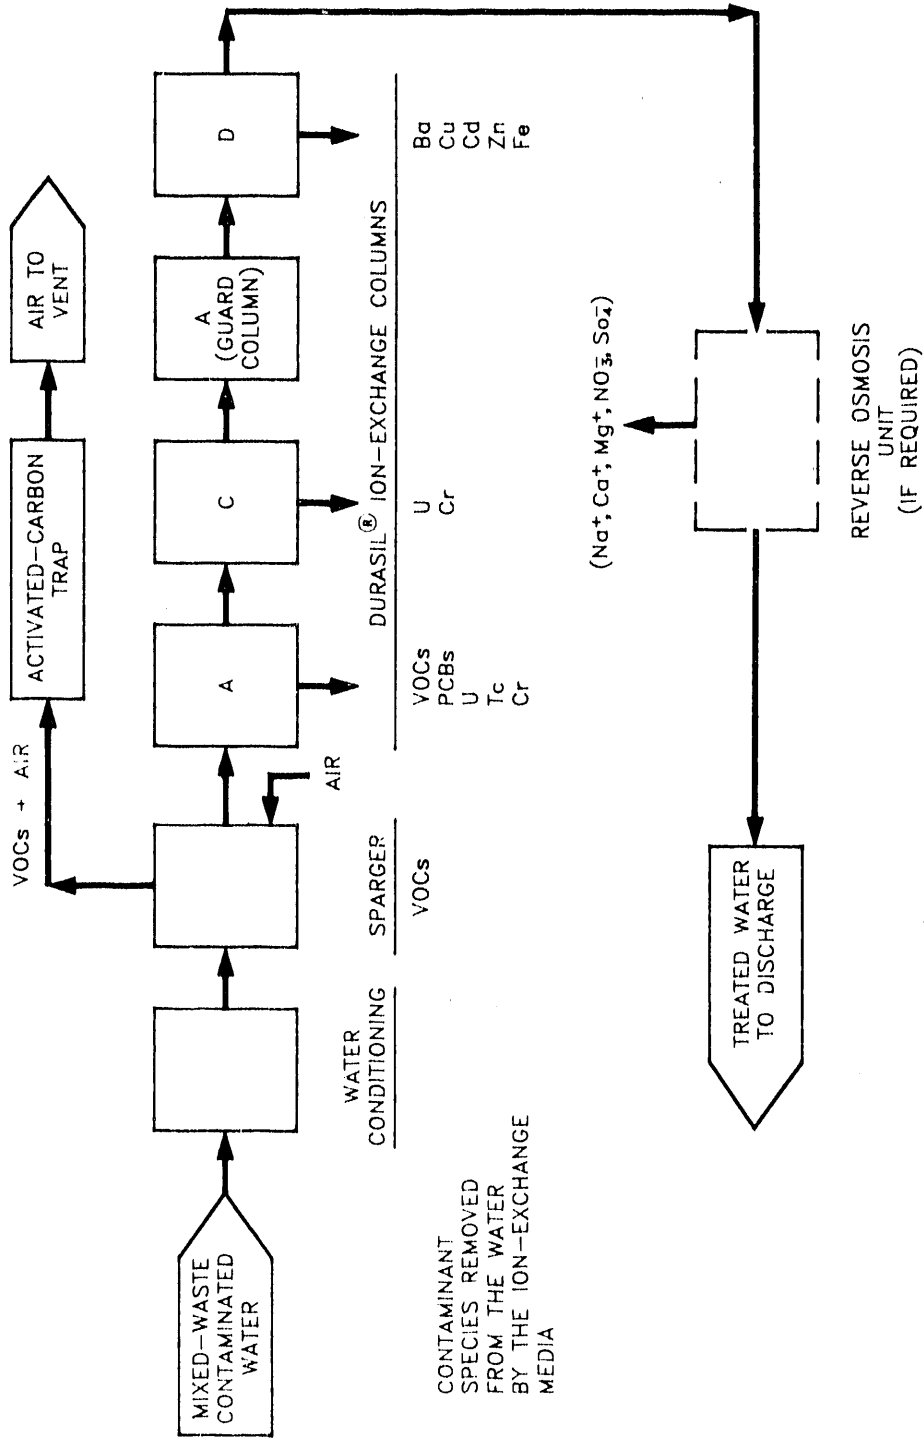 VOCs + AIR
ACTIVATED-CARBON
TRAP
AIR TO
VENT
MIXED-WASTE
CONTAMINATED
WATER
A
C
A
(GUARD
COLUMN)
D
AIR
WATER
CONDITIONING
SPARGER
DURASIL® ION-EXCHANGE COLUMNS
CONTAMINANT
SPECIES REMOVED
FROM THE WATER
BY THE ION-EXCHANGE
MEDIA
VOCs
VOCs
PCBs
U
Tc
Cr
U
Cr
Ba
Cu
Cd
Zn
Fe
(Na⁺, Ca⁺, Mg⁺, NO₃⁻, So₄⁻)
TREATED WATER
TO DISCHARGE
REVERSE OSMOSIS
UNIT
(IF REQUIRED)